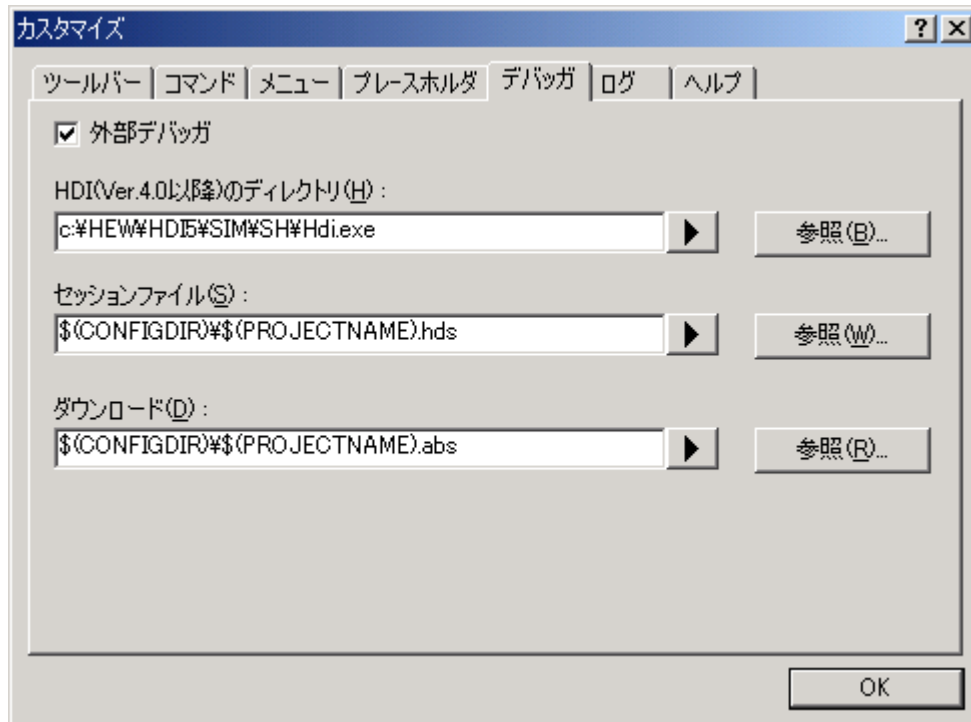 カスタマイズ
ツールバー コマンド メニュー プレースホルダ デバッガ ログ ヘルプ
外部デバッガ
HDI(Ver.4.0以降)のディレクトリ(H) :
c:¥HEW¥HDI5¥SIM¥SH¥Hdi.exe 参照(B)...
セッションファイル(S) :
$(CONFIGDIR)¥$(PROJECTNAME).hds 参照(W)...
ダウンロード(D) :
$(CONFIGDIR)¥$(PROJECTNAME).abs 参照(R)...
OK